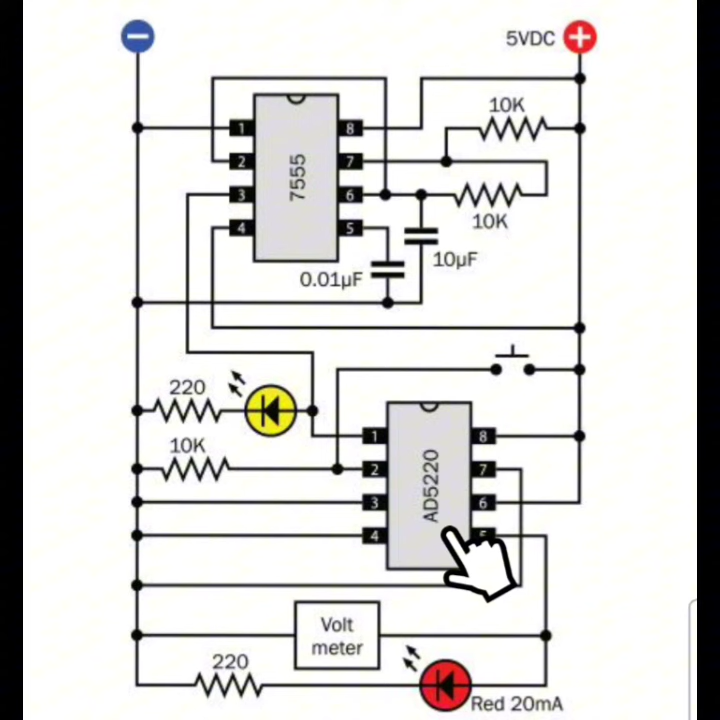 −
5VDC +
10K
1 8
2 7
7555
3 6
4 5
10K
0.01µF
10µF
220
10K
1 8
2 7
AD5220
3 6
4
Volt
meter
220
Red 20mA